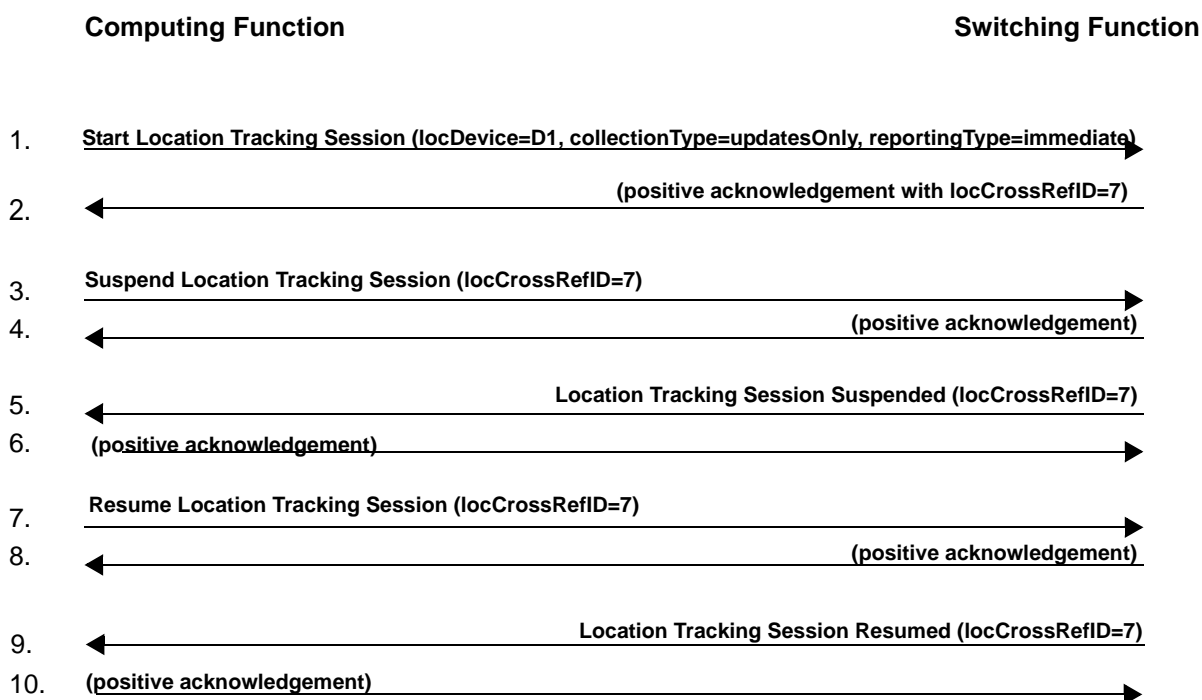 Computing Function Switching Function
1. Start Location Tracking Session (locDevice=D1, collectionType=updatesOnly, reportingType=immediate)
2. (positive acknowledgement with locCrossRefID=7)
3. Suspend Location Tracking Session (locCrossRefID=7)
4. (positive acknowledgement)
5. Location Tracking Session Suspended (locCrossRefID=7)
6. (positive acknowledgement)
7. Resume Location Tracking Session (locCrossRefID=7)
8. (positive acknowledgement)
9. Location Tracking Session Resumed (locCrossRefID=7)
10. (positive acknowledgement)